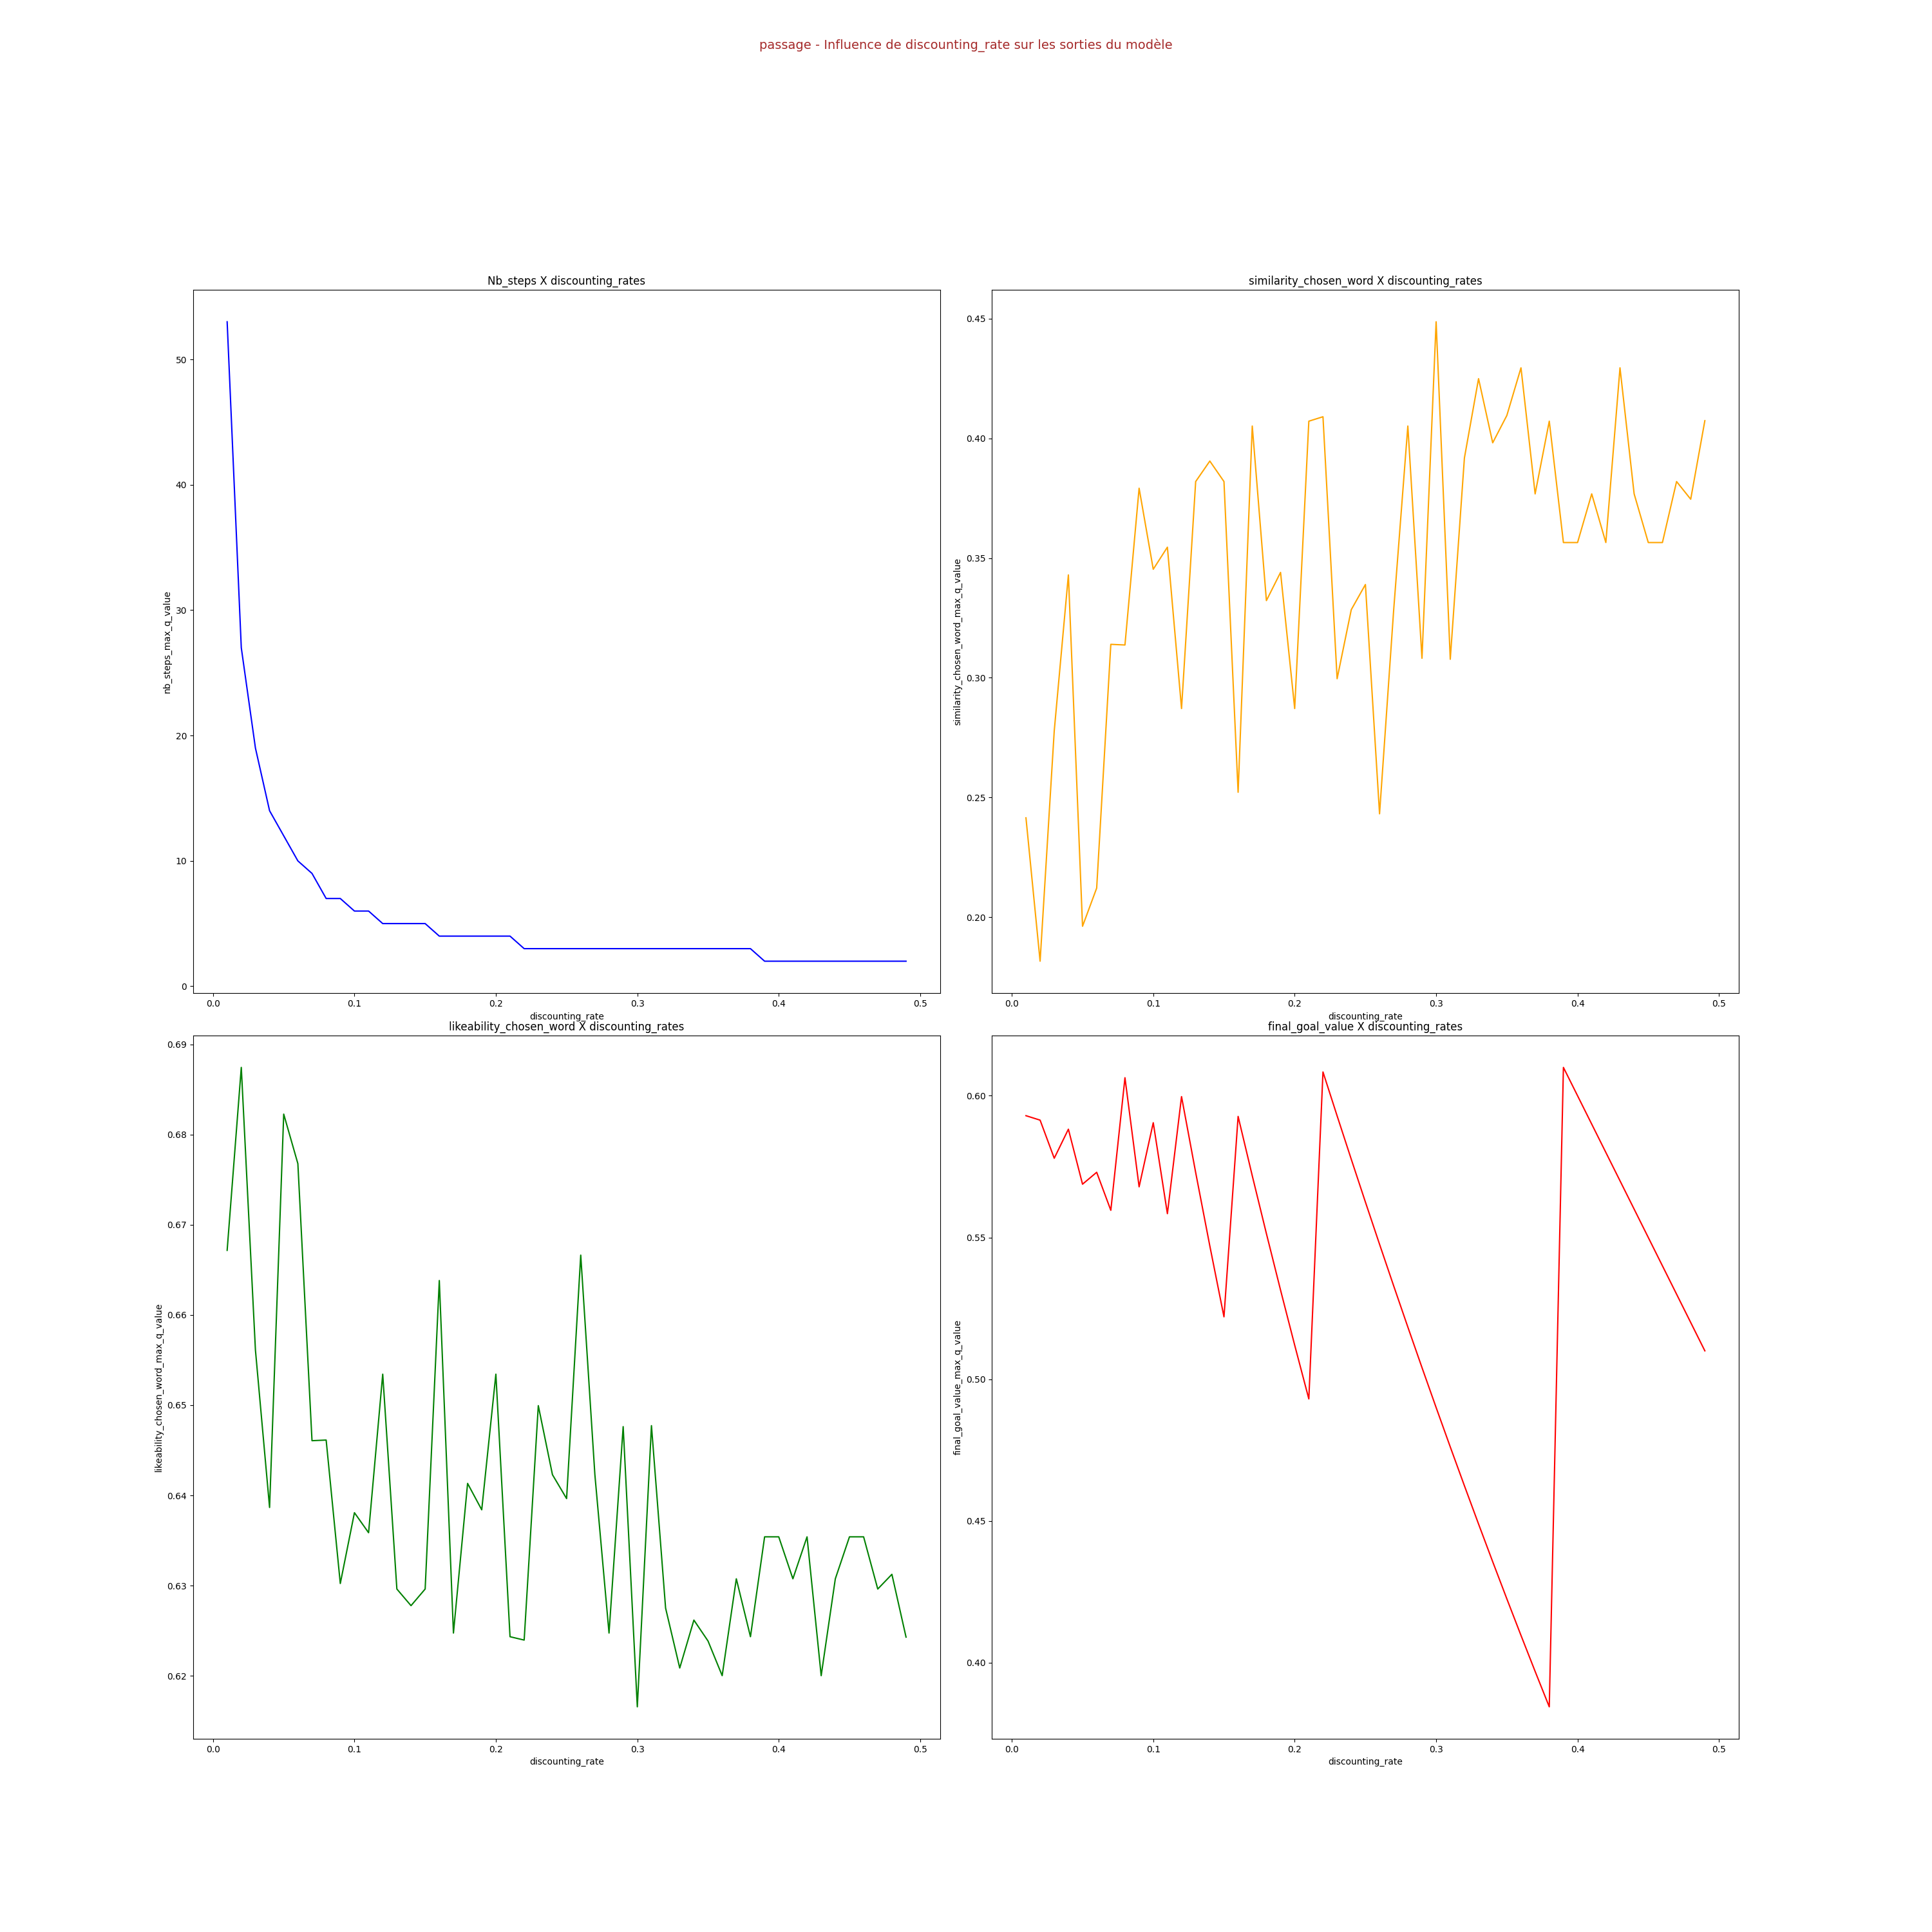 passage - Influence de discounting_rate sur les sorties du modèle
Nb_steps X discounting_rates
nb_steps_max_q_value
50
40
30
20
10
0
0.0 0.1 0.2 0.3 0.4 0.5
discounting_rate
similarity_chosen_word X discounting_rates
similarity_chosen_word_max_q_value
0.45
0.40
0.35
0.30
0.25
0.20
0.0 0.1 0.2 0.3 0.4 0.5
discounting_rate
likeability_chosen_word X discounting_rates
likeability_chosen_word_max_q_value
0.69
0.68
0.67
0.66
0.65
0.64
0.63
0.62
0.0 0.1 0.2 0.3 0.4 0.5
discounting_rate
final_goal_value X discounting_rates
final_goal_value_max_q_value
0.60
0.55
0.50
0.45
0.40
0.0 0.1 0.2 0.3 0.4 0.5
discounting_rate